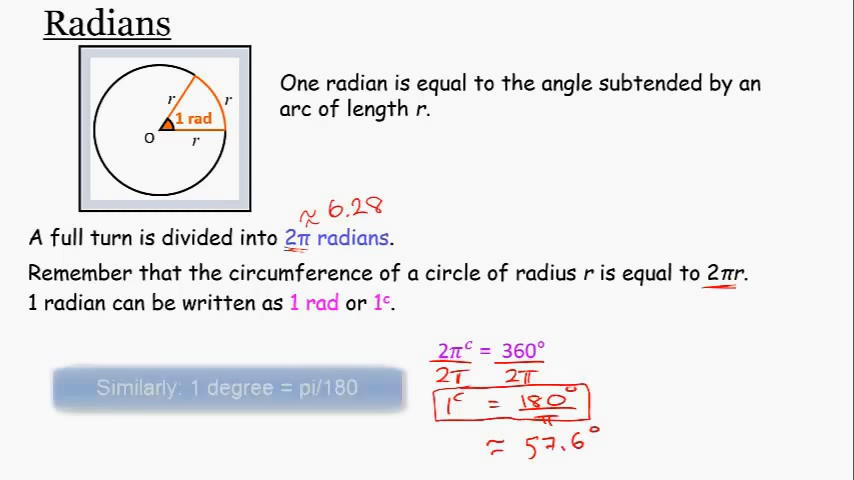 Radians
r
r
1 rad
O
r
One radian is equal to the angle subtended by an
arc of length r.
≈ 6.28
A full turn is divided into 2π radians.
Remember that the circumference of a circle of radius r is equal to 2πr.
1 radian can be written as 1 rad or 1ᶜ.
2πᶜ = 360°
2π 2π
Similarly: 1 degree = pi/180
1ᶜ = 180°/π
≈ 57.6°